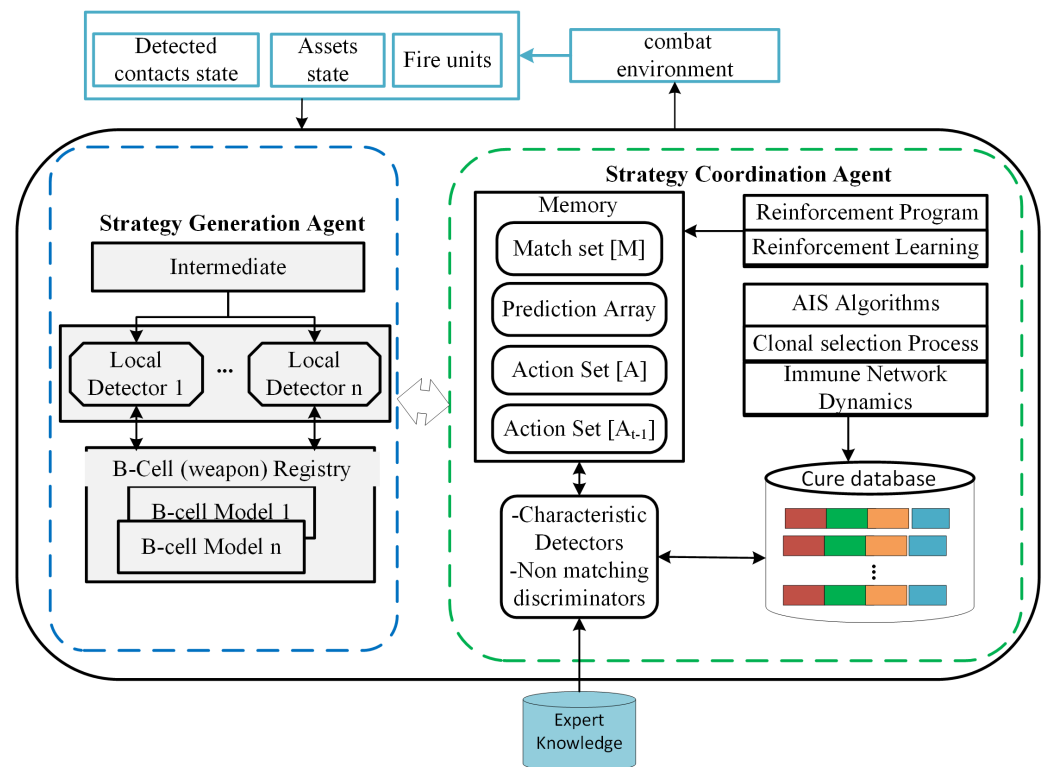 Detected
contacts state
Assets
state
Fire units
combat
environment
Strategy Generation Agent
Intermediate
Local
Detector 1
...
Local
Detector n
B-Cell (weapon) Registry
B-cell Model 1
B-cell Model n
Strategy Coordination Agent
Memory
Match set [M]
Prediction Array
Action Set [A]
Action Set [At-1]
Reinforcement Program
Reinforcement Learning
AIS Algorithms
Clonal selection Process
Immune Network
Dynamics
-Characteristic
Detectors
-Non matching
discriminators
Cure database
...
Expert
Knowledge